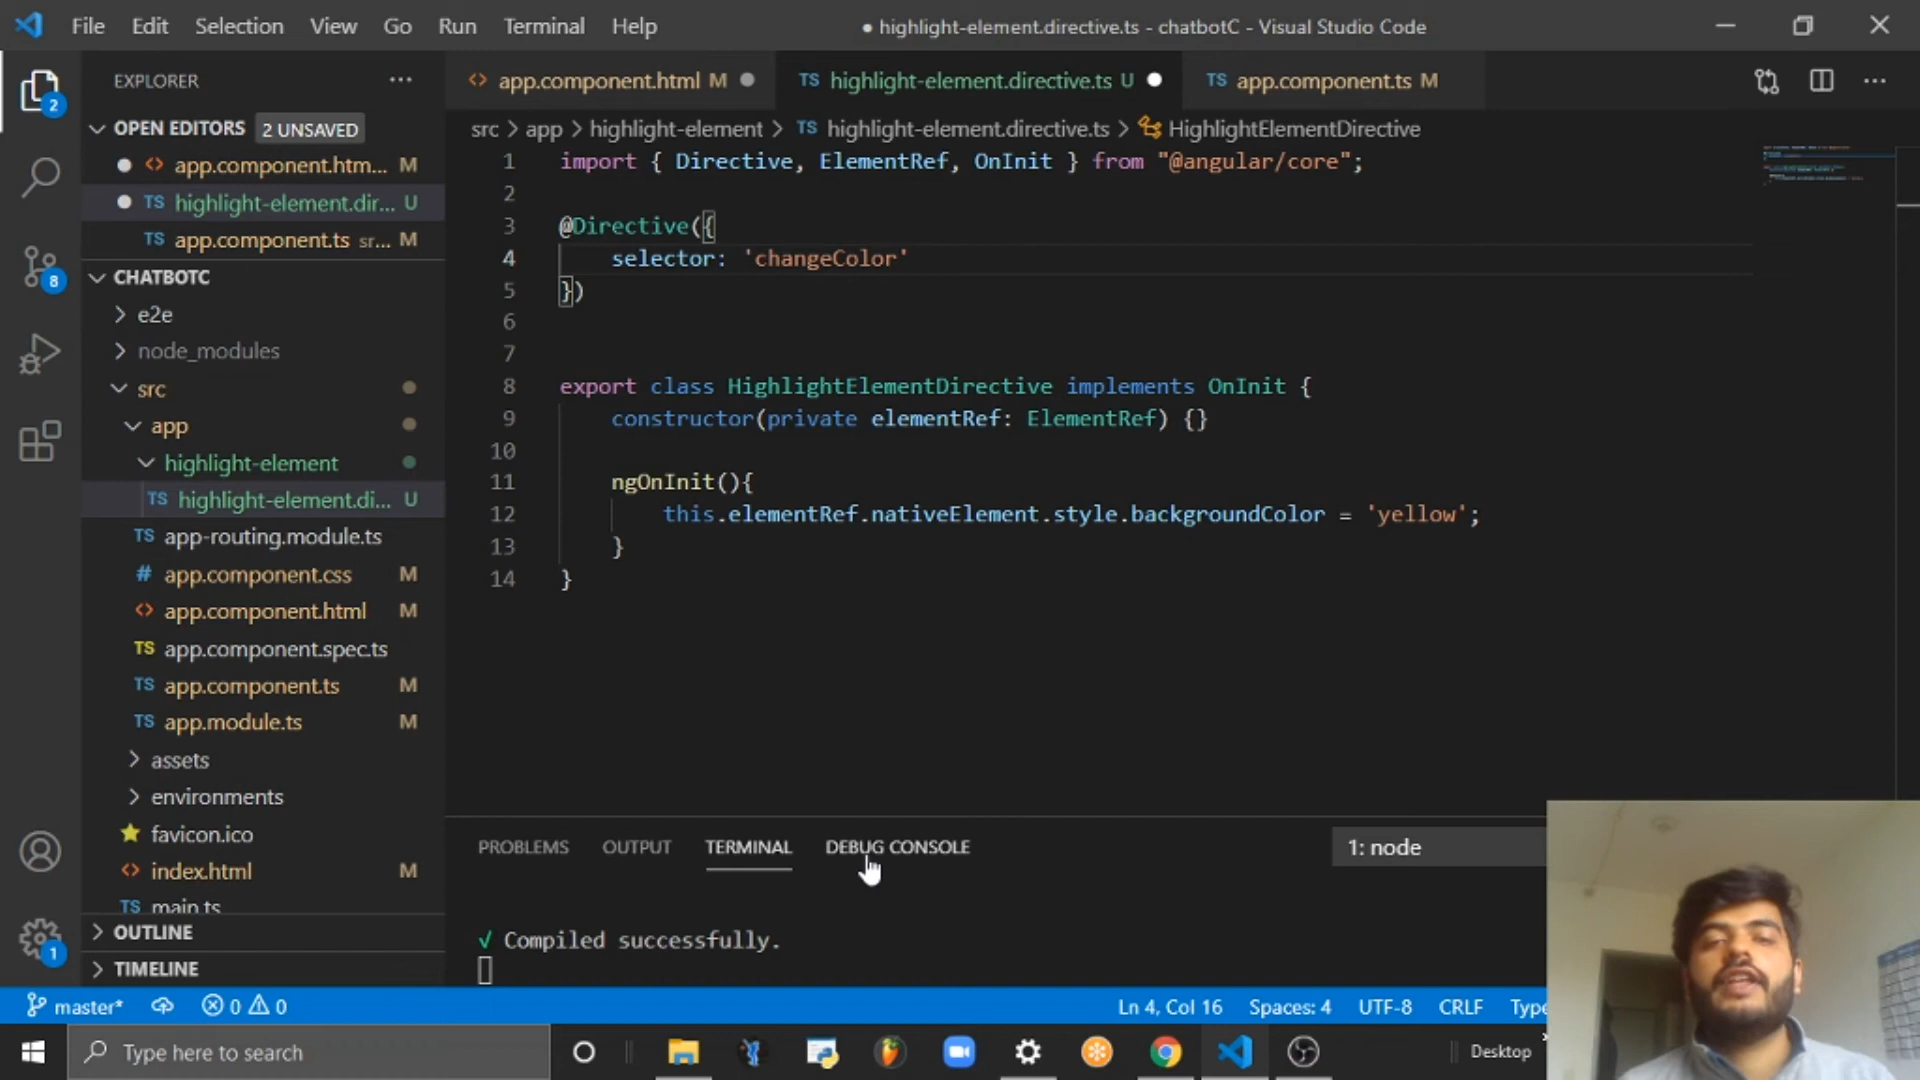 File Edit Selection View Go Run Terminal Help
● highlight-element.directive.ts - chatbotC - Visual Studio Code
EXPLORER
<> app.component.html M
TS highlight-element.directive.ts U
TS app.component.ts M
OPEN EDITORS 2 UNSAVED
<> app.component.htm... M
TS highlight-element.dir... U
TS app.component.ts sr... M
CHATBOTC
e2e
node_modules
src
app
highlight-element
TS highlight-element.di... U
TS app-routing.module.ts
# app.component.css M
<> app.component.html M
TS app.component.spec.ts
TS app.component.ts M
TS app.module.ts M
assets
environments
favicon.ico
<> index.html M
TS main.ts
OUTLINE
TIMELINE
2
8
1
src > app > highlight-element > TS highlight-element.directive.ts > HighlightElementDirective
1 import { Directive, ElementRef, OnInit } from "@angular/core";
2
3 @Directive({
4 selector: 'changeColor'
5 })
6
7
8 export class HighlightElementDirective implements OnInit {
9 constructor(private elementRef: ElementRef) {}
10
11 ngOnInit(){
12 this.elementRef.nativeElement.style.backgroundColor = 'yellow';
13 }
14 }
PROBLEMS OUTPUT TERMINAL DEBUG CONSOLE
1: node
√ Compiled successfully.
master* 0 0
Ln 4, Col 16 Spaces: 4 UTF-8 CRLF Type
Type here to search
Desktop